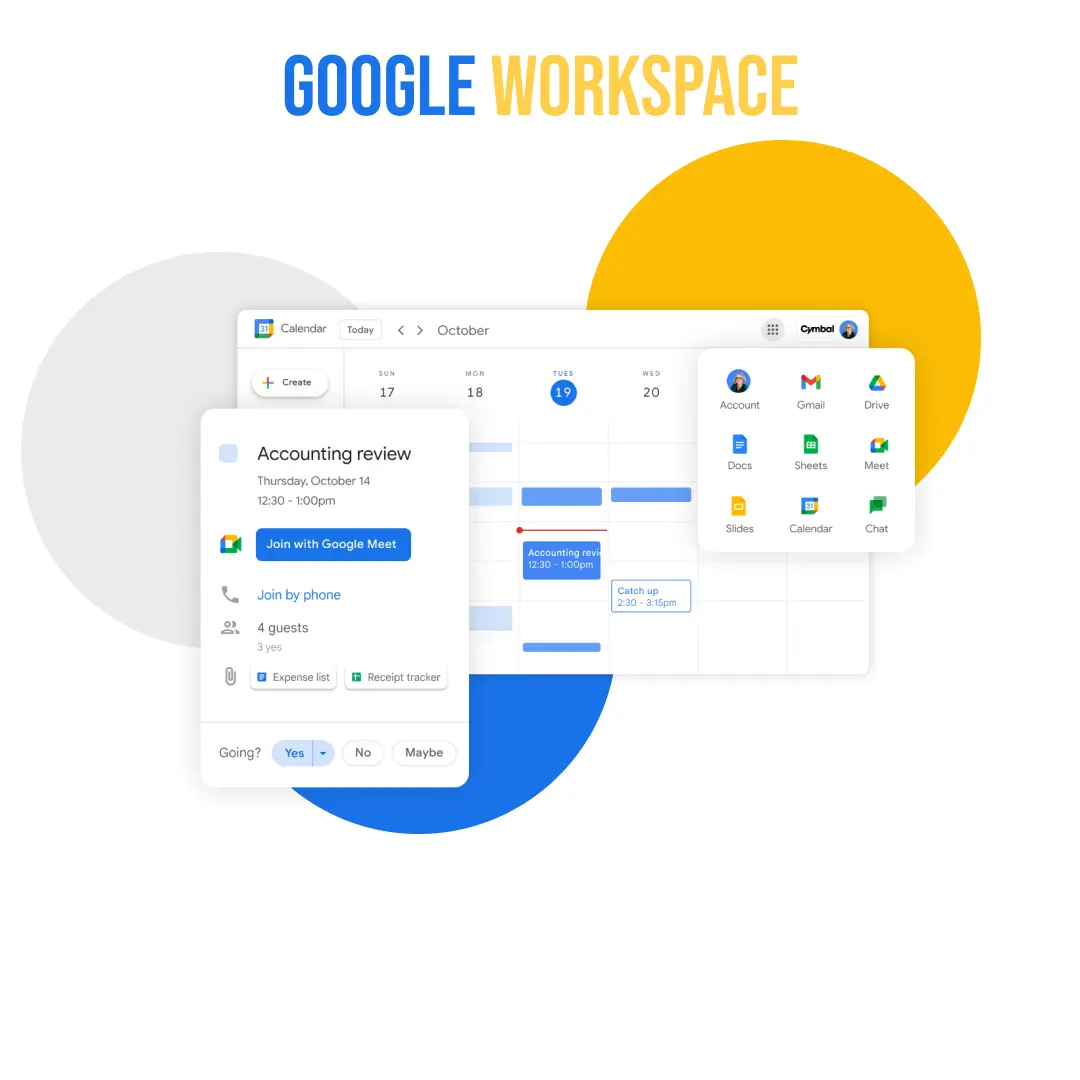 GOOGLE WORKSPACE
31 Calendar Today October Cymbal
Create
SUN MON TUES WED
17 18 19 20
Account Gmail Drive
Docs Sheets Meet
31
Slides Calendar Chat
Accounting review
Thursday, October 14
12:30 - 1:00pm
Join with Google Meet
Join by phone
4 guests
3 yes
Expense list Receipt tracker
Going? Yes No Maybe
Accounting revi
12:30 - 1:00pm
Catch up
2:30 - 3:15pm